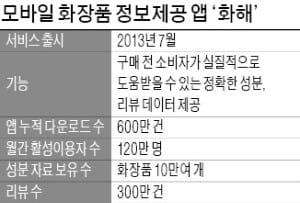 모바일 화장품 정보제공 앱 '화해'
서비스 출시 2013년 7월
구매 전 소비자가 실질적으로
기능 도움받을 수 있는 정확한 성분,
리뷰 데이터 제공
앱 누적 다운로드 수 600만 건
월간 활성이용자 수 120만 명
성분 자료 보유 수 화장품 10만여 개
리뷰 수 300만 건